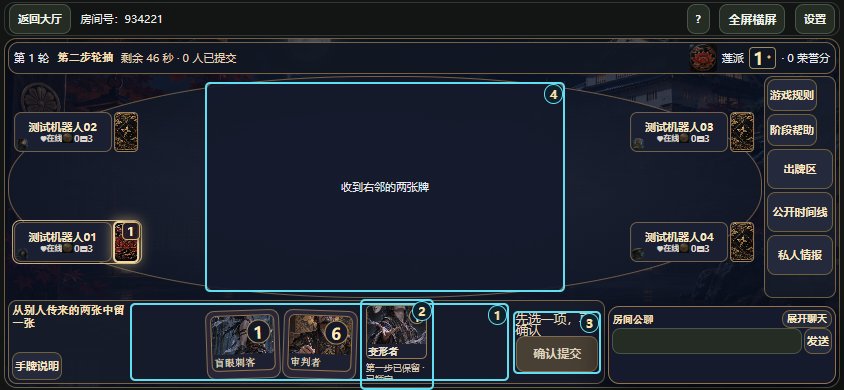 返回大厅 房间号：934221 ? 全屏横屏 设置
第 1 轮 第二步轮抽 剩余 46 秒 · 0 人已提交 莲派 1 · 0 荣誉分
4
游戏规则
测试机器人02
在线 0 3
测试机器人03
在线 0 3
阶段帮助
出牌区
收到右邻的两张牌
公开时间线
测试机器人01
在线 0 3
1
测试机器人04
在线 0 3
私人情报
从别人传来的两张中留
一张
手牌说明
1
盲眼刺客
6
审判者
2
变形者
第一步已保留 ·
1
先选一项，
确认
3
确认提交
房间公聊 展开聊天
发送